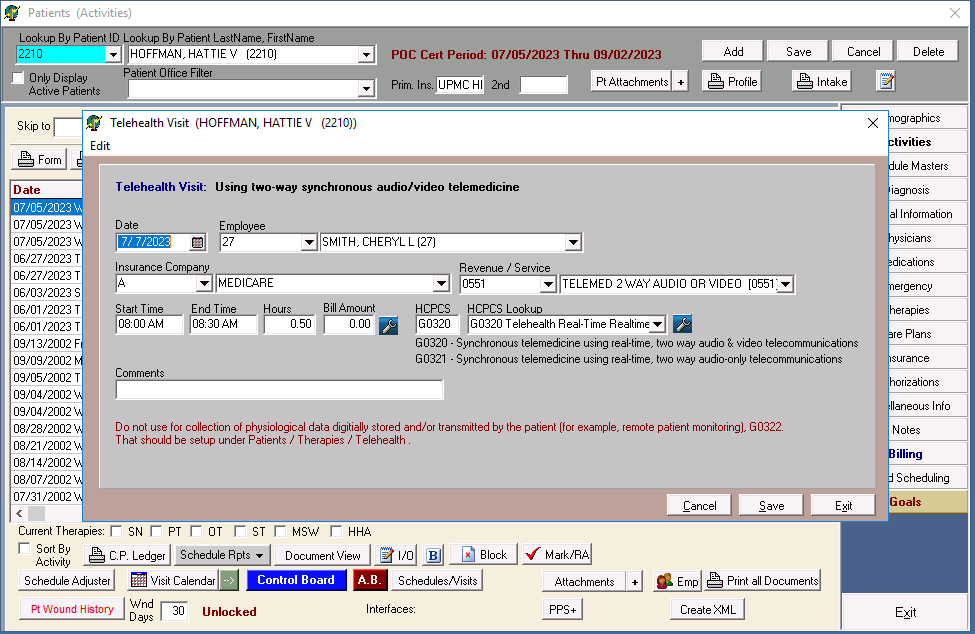 Patients (Activities)
Lookup By Patient ID Lookup By Patient LastName, FirstName
2210 HOFFMAN, HATTIE V (2210)
POC Cert Period: 07/05/2023 Thru 09/02/2023
Add Save Cancel Delete
Only Display
Active Patients
Patient Office Filter
Prim. Ins. UPMC HI 2nd
Pt Attachments + Profile Intake
Skip to
Form
Telehealth Visit (HOFFMAN, HATTIE V (2210))
Edit
Telehealth Visit: Using two-way synchronous audio/video telemedicine
Date Employee
7/ 7/2023 27 SMITH, CHERYL L (27)
Insurance Company Revenue / Service
A MEDICARE 0551 TELEMED 2 WAY AUDIO OR VIDEO [0551]
Start Time End Time Hours Bill Amount HCPCS HCPCS Lookup
08:00 AM 08:30 AM 0.50 0.00 G0320 G0320 Telehealth Real-Time Realtime
G0320 - Synchronous telemedicine using real-time, two way audio & video telecommunications
G0321 - Synchronous telemedicine using real-time, two way audio-only telecommunications
Comments
Do not use for collection of physiological data digitially stored and/or transmitted by the patient (for example, remote patient monitoring), G0322.
That should be setup under Patients / Therapies / Telehealth .
Cancel Save Exit
Date
07/05/2023 W
07/05/2023 W
07/05/2023 W
06/27/2023 T
06/27/2023 T
06/03/2023 S
06/01/2023 T
06/01/2023 T
09/13/2002 F
09/09/2002 M
09/05/2002 T
09/04/2002 W
09/04/2002 W
08/28/2002 W
08/21/2002 W
08/14/2002 W
08/07/2002 W
07/31/2002 W
mographics
ctivities
dule Masters
iagnosis
al Information
hysicians
edications
mergency
herapies
are Plans
nsurance
horizations
ellaneous Info
Notes
Billing
d Scheduling
Goals
Current Therapies: SN PT OT ST MSW HHA
Sort By
Activity
C.P. Ledger Schedule Rpts Document View I/O B Block Mark/RA
Schedule Adjuster Visit Calendar -> Control Board A.B. Schedules/Visits Attachments + Emp Print all Documents
Pt Wound History Wnd
Days 30 Unlocked Interfaces: PPS+ Create XML Exit